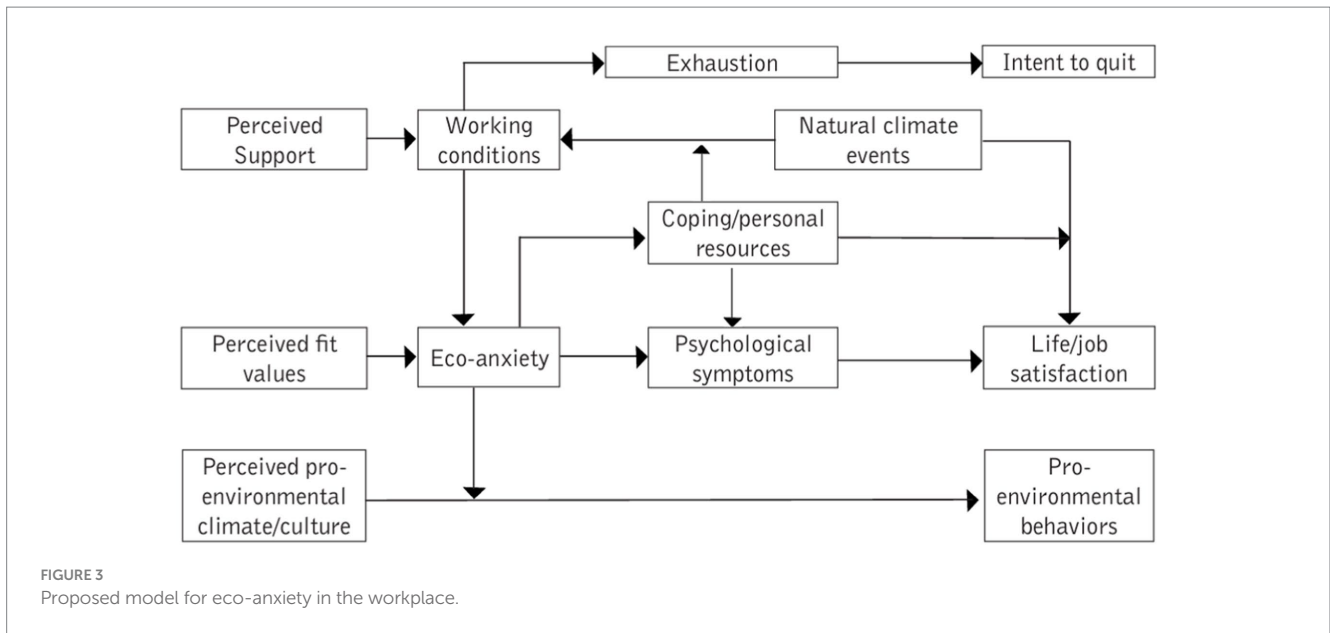 Exhaustion
Intent to quit
Perceived
Support
Working
conditions
Natural climate
events
Coping/personal
resources
Perceived fit
values
Eco-anxiety
Psychological
symptoms
Life/job
satisfaction
Perceived pro-
environmental
climate/culture
Pro-
environmental
behaviors
FIGURE 3
Proposed model for eco-anxiety in the workplace.